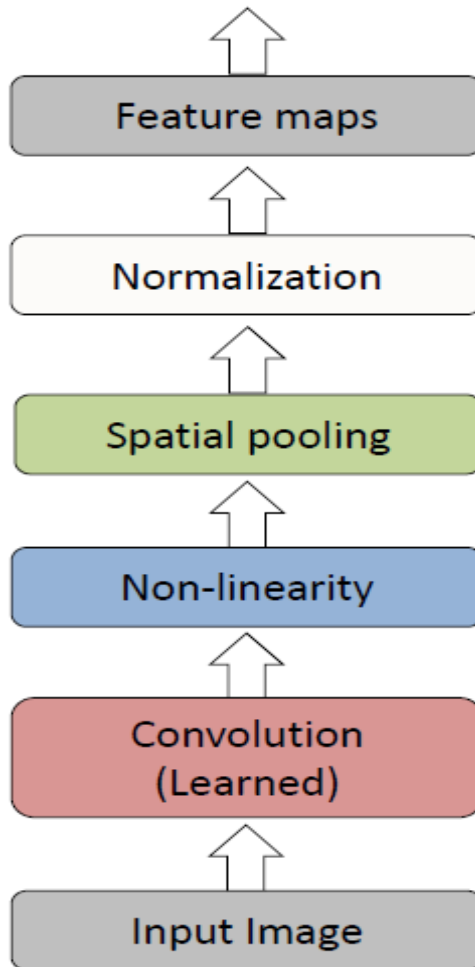 Feature maps
Normalization
Spatial pooling
Non-linearity
Convolution
(Learned)
Input Image